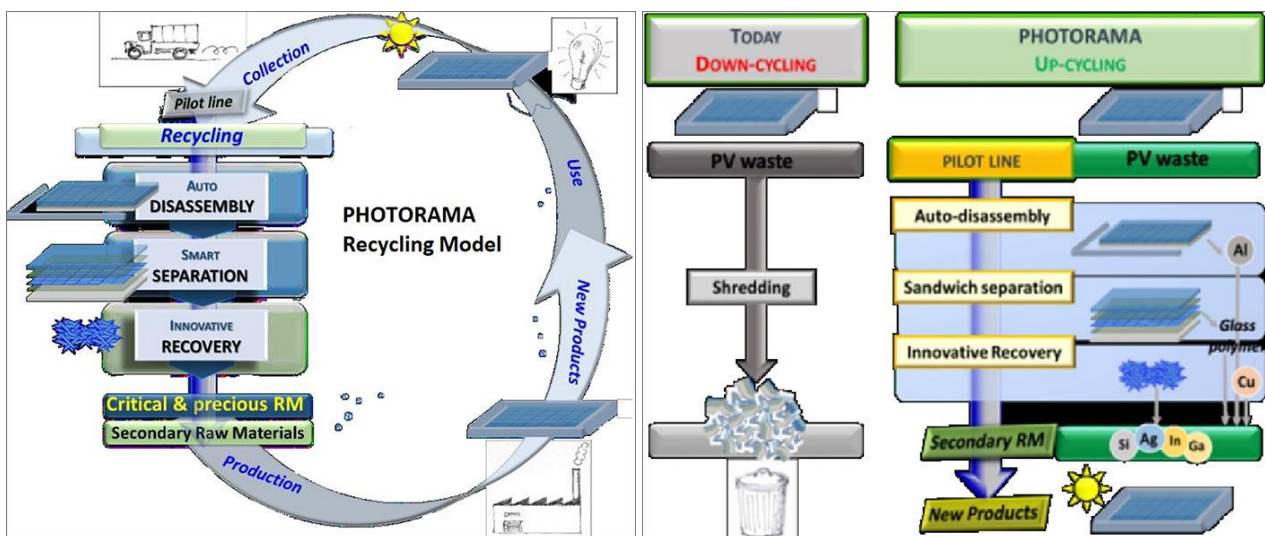 Collection
Pilot line
Recycling
AUTO
DISASSEMBLY
SMART
SEPARATION
INNOVATIVE
RECOVERY
Critical & precious RM
Secondary Raw Materials
Production
New Products
Use
PHOTORAMA
Recycling Model
TODAY
DOWN-CYCLING
PV waste
Shredding
PHOTORAMA
UP-CYCLING
PILOT LINE
PV waste
Auto-disassembly
Al
Sandwich separation
Glass
polymer
Innovative Recovery
Cu
Secondary RM
Si
Ag
In
Ga
New Products